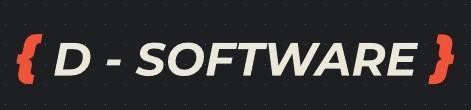 { D - SOFTWARE }